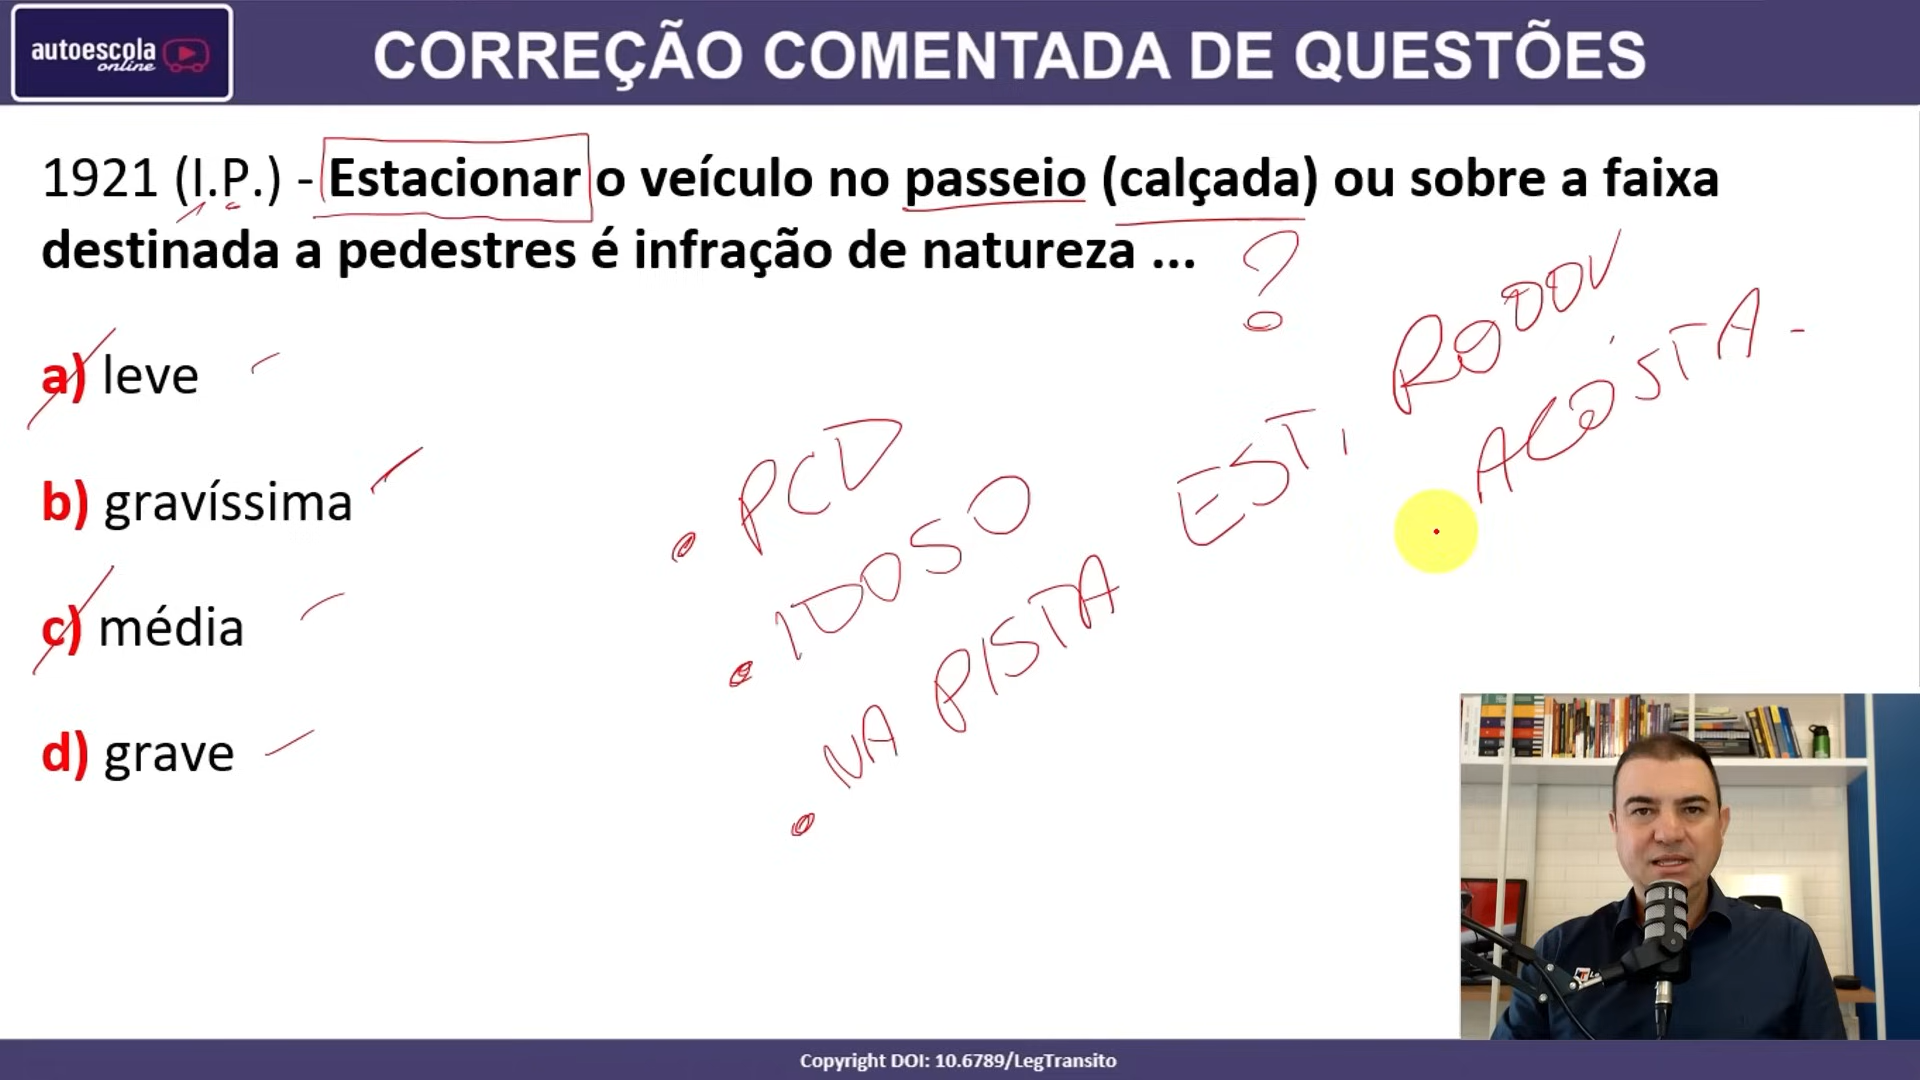 autoescola
online
CORREÇÃO COMENTADA DE QUESTÕES
1921 (I.P.) - Estacionar o veículo no passeio (calçada) ou sobre a faixa
destinada a pedestres é infração de natureza ...
?
a) leve
b) gravíssima
c) média
d) grave
PCD
IDOSO
NA PISTA EST, RODOV
ACOSTA -
Copyright DOI: 10.6789/LegTransito